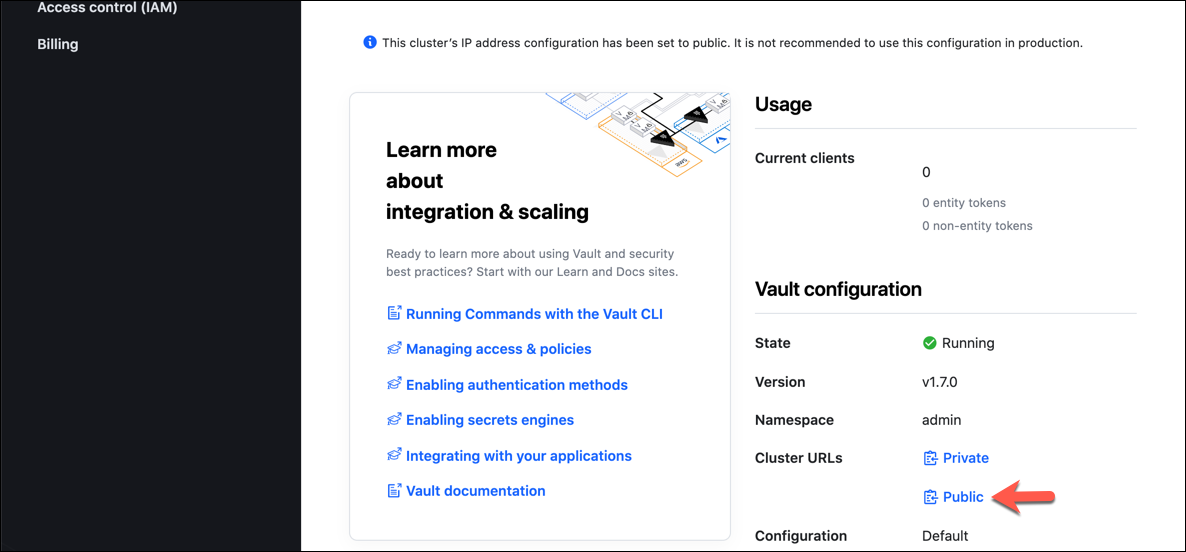 Access control (IAM)
Billing
This cluster's IP address configuration has been set to public. It is not recommended to use this configuration in production.
Learn more
about
integration & scaling
Ready to learn more about using Vault and security
best practices? Start with our Learn and Docs sites.
Running Commands with the Vault CLI
Managing access & policies
Enabling authentication methods
Enabling secrets engines
Integrating with your applications
Vault documentation
Usage
Current clients
0
0 entity tokens
0 non-entity tokens
Vault configuration
State Running
Version v1.7.0
Namespace admin
Cluster URLs Private
Public
Configuration Default